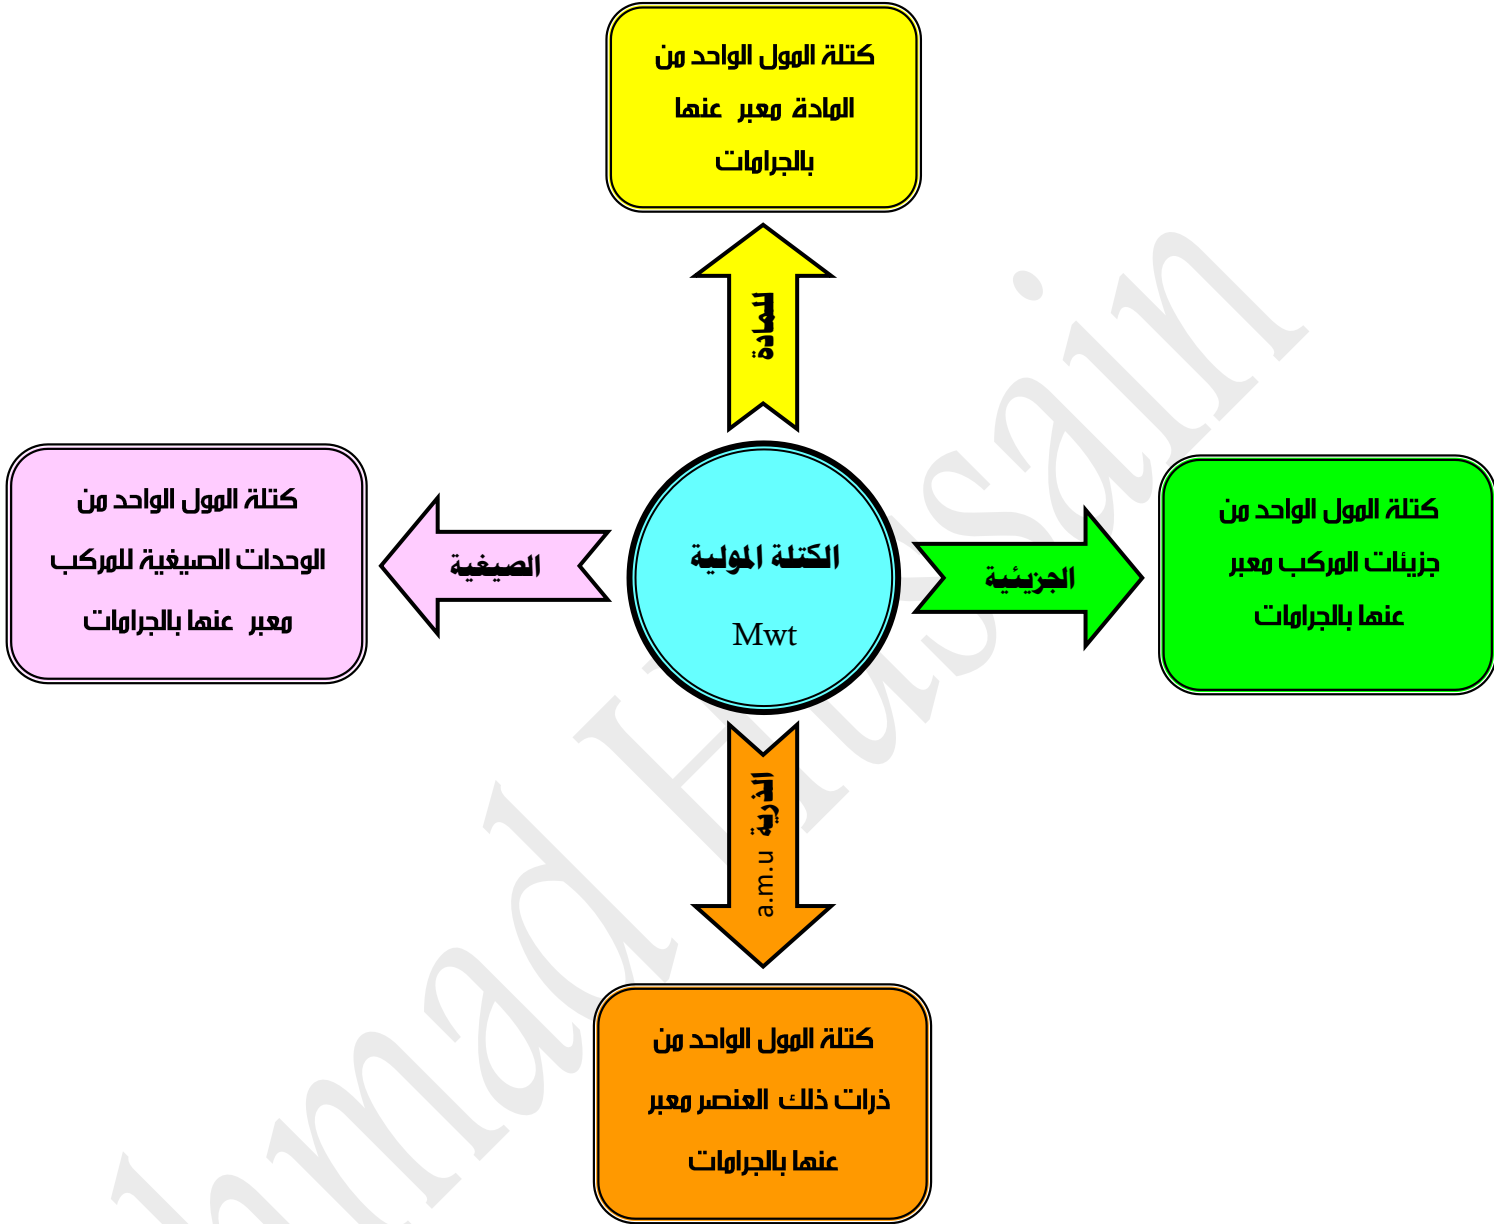 كتلة المول الواحد من
المادة معبر عنها
بالجرامات
للمادة
كتلة المول الواحد من
الوحدات الصيغية للمركب
معبر عنها بالجرامات
الصيغية
الكتلة المولية
Mwt
الجزيئية
كتلة المول الواحد من
جزيئات المركب معبر
عنها بالجرامات
الذرية a.m.u
كتلة المول الواحد من
ذرات ذلك العنصر معبر
عنها بالجرامات
hmad Husain